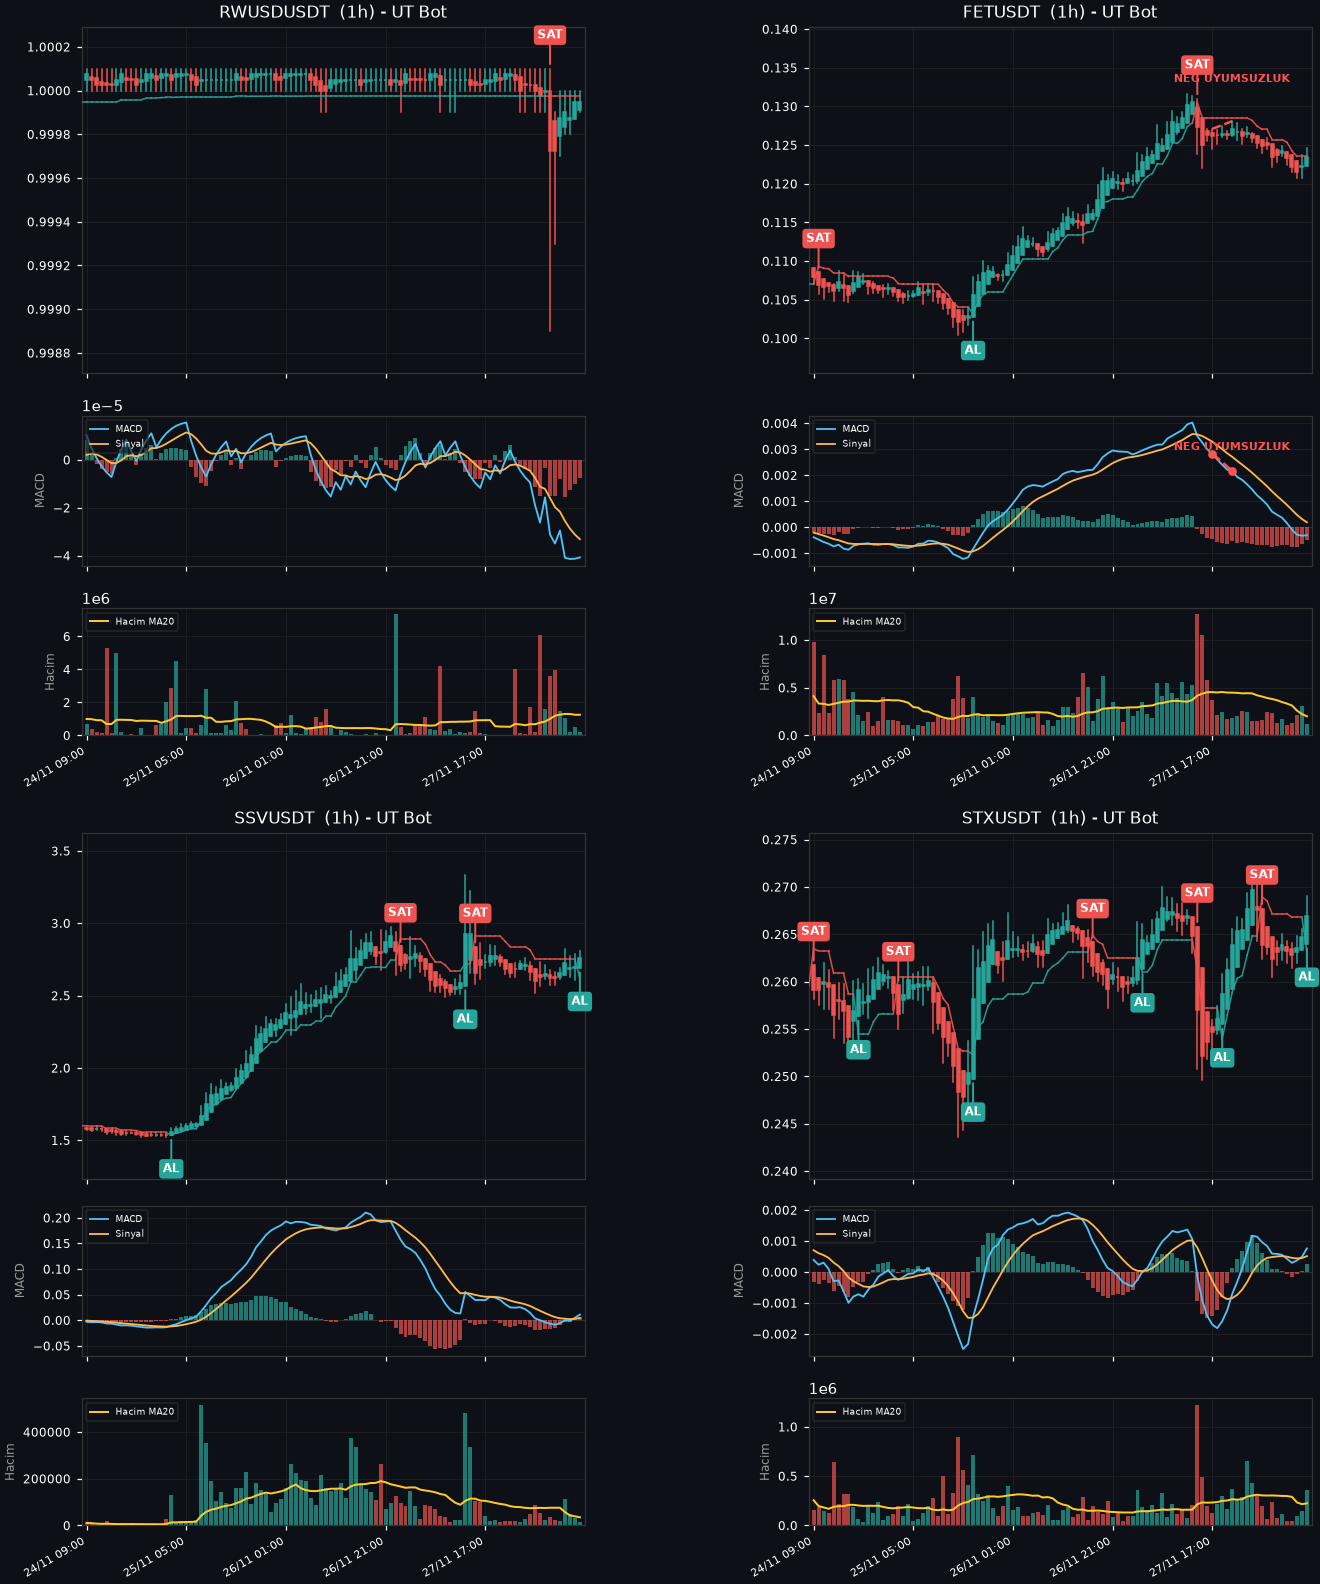 RWUSDUSDT (1h) - UT Bot
1.0002
1.0000
0.9998
0.9996
0.9994
0.9992
0.9990
0.9988
SAT
1e−5
MACD
Sinyal
0
−2
−4
MACD
1e6
Hacim MA20
6
4
2
0
Hacim
24/11 09:00
25/11 05:00
26/11 01:00
26/11 21:00
27/11 17:00
FETUSDT (1h) - UT Bot
0.140
0.135
0.130
0.125
0.120
0.115
0.110
0.105
0.100
SAT
NEG UYUMSUZLUK
SAT
AL
MACD
Sinyal
NEG UYUMSUZLUK
0.004
0.003
0.002
0.001
0.000
−0.001
MACD
1e7
Hacim MA20
1.0
0.5
0.0
Hacim
24/11 09:00
25/11 05:00
26/11 01:00
26/11 21:00
27/11 17:00
SSVUSDT (1h) - UT Bot
3.5
3.0
2.5
2.0
1.5
SAT
SAT
AL
AL
AL
MACD
Sinyal
0.20
0.15
0.10
0.05
0.00
−0.05
MACD
Hacim MA20
400000
200000
0
Hacim
24/11 09:00
25/11 05:00
26/11 01:00
26/11 21:00
27/11 17:00
STXUSDT (1h) - UT Bot
0.275
0.270
0.265
0.260
0.255
0.250
0.245
0.240
SAT
SAT
SAT
SAT
SAT
AL
AL
AL
AL
AL
MACD
Sinyal
0.002
0.001
0.000
−0.001
−0.002
MACD
1e6
Hacim MA20
1.0
0.5
0.0
Hacim
24/11 09:00
25/11 05:00
26/11 01:00
26/11 21:00
27/11 17:00